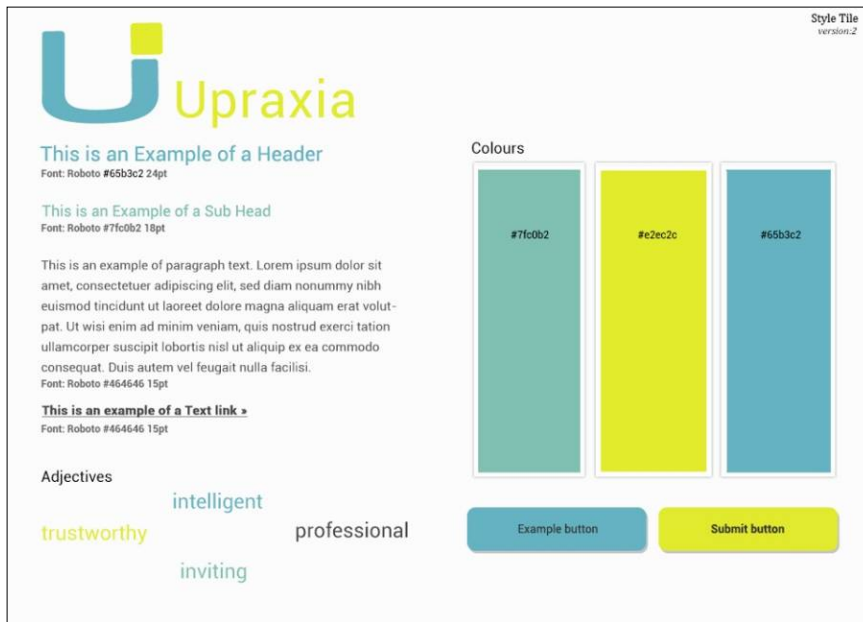 Style Tile
version:2
Upraxia
This is an Example of a Header
Font: Roboto #65b3c2 24pt
This is an Example of a Sub Head
Font: Roboto #7fc0b2 18pt
This is an example of paragraph text. Lorem ipsum dolor sit
amet, consectetuer adipiscing elit, sed diam nonummy nibh
euismod tincidunt ut laoreet dolore magna aliquam erat volut-
pat. Ut wisi enim ad minim veniam, quis nostrud exerci tation
ullamcorper suscipit lobortis nisl ut aliquip ex ea commodo
consequat. Duis autem vel feugait nulla facilisi.
Font: Roboto #464646 15pt
This is an example of a Text link »
Font: Roboto #464646 15pt
Adjectives
intelligent
trustworthy
professional
inviting
Colours
#7fc0b2
#e2ec2c
#65b3c2
Example button
Submit button